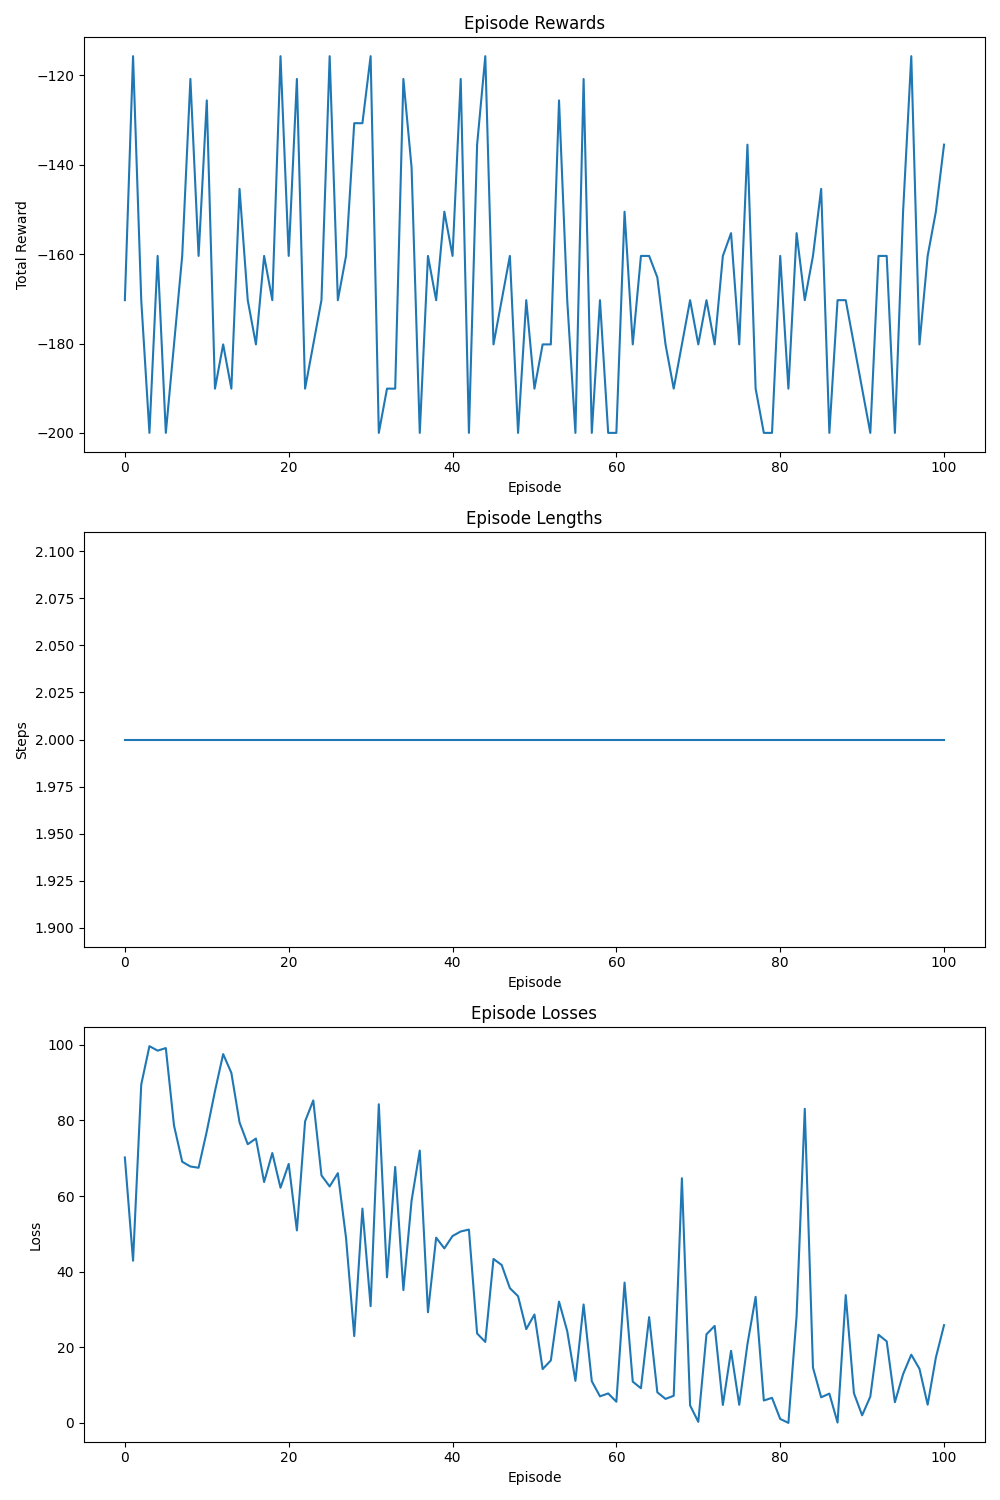 Episode Rewards
Total Reward
−120
−140
−160
−180
−200
0 20 40 60 80 100
Episode
Episode Lengths
Steps
2.100
2.075
2.050
2.025
2.000
1.975
1.950
1.925
1.900
0 20 40 60 80 100
Episode
Episode Losses
Loss
100
80
60
40
20
0
0 20 40 60 80 100
Episode